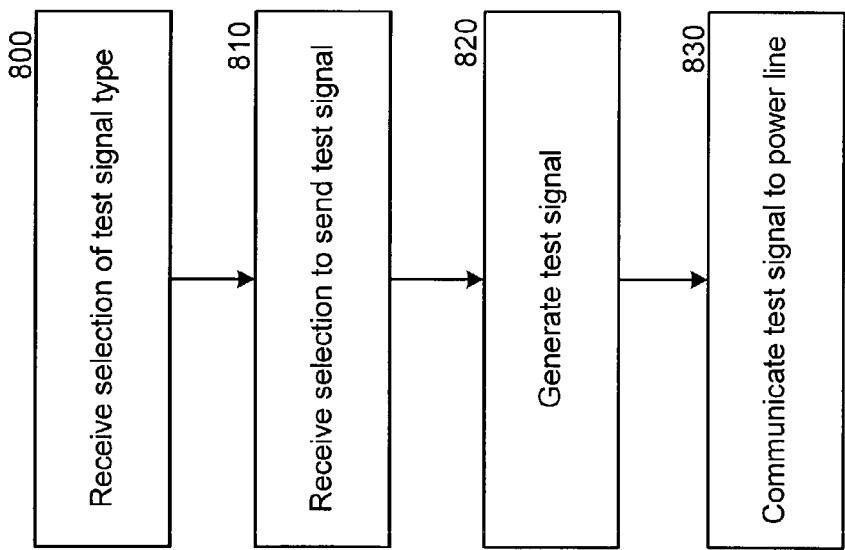 800
Receive selection of test signal type
810
Receive selection to send test signal
820
Generate test signal
830
Communicate test signal to power line